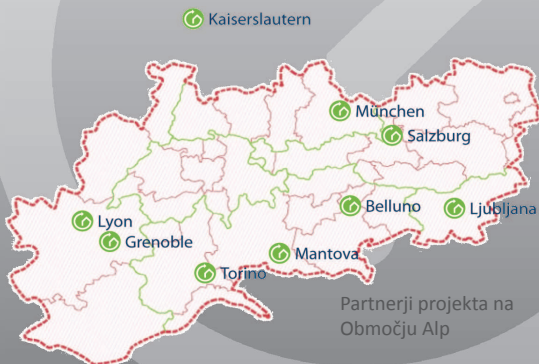 Kaiserslautern
München
Salzburg
Belluno
Ljubljana
Lyon
Grenoble
Mantova
Torino
Partnerji projekta na
Območju Alp